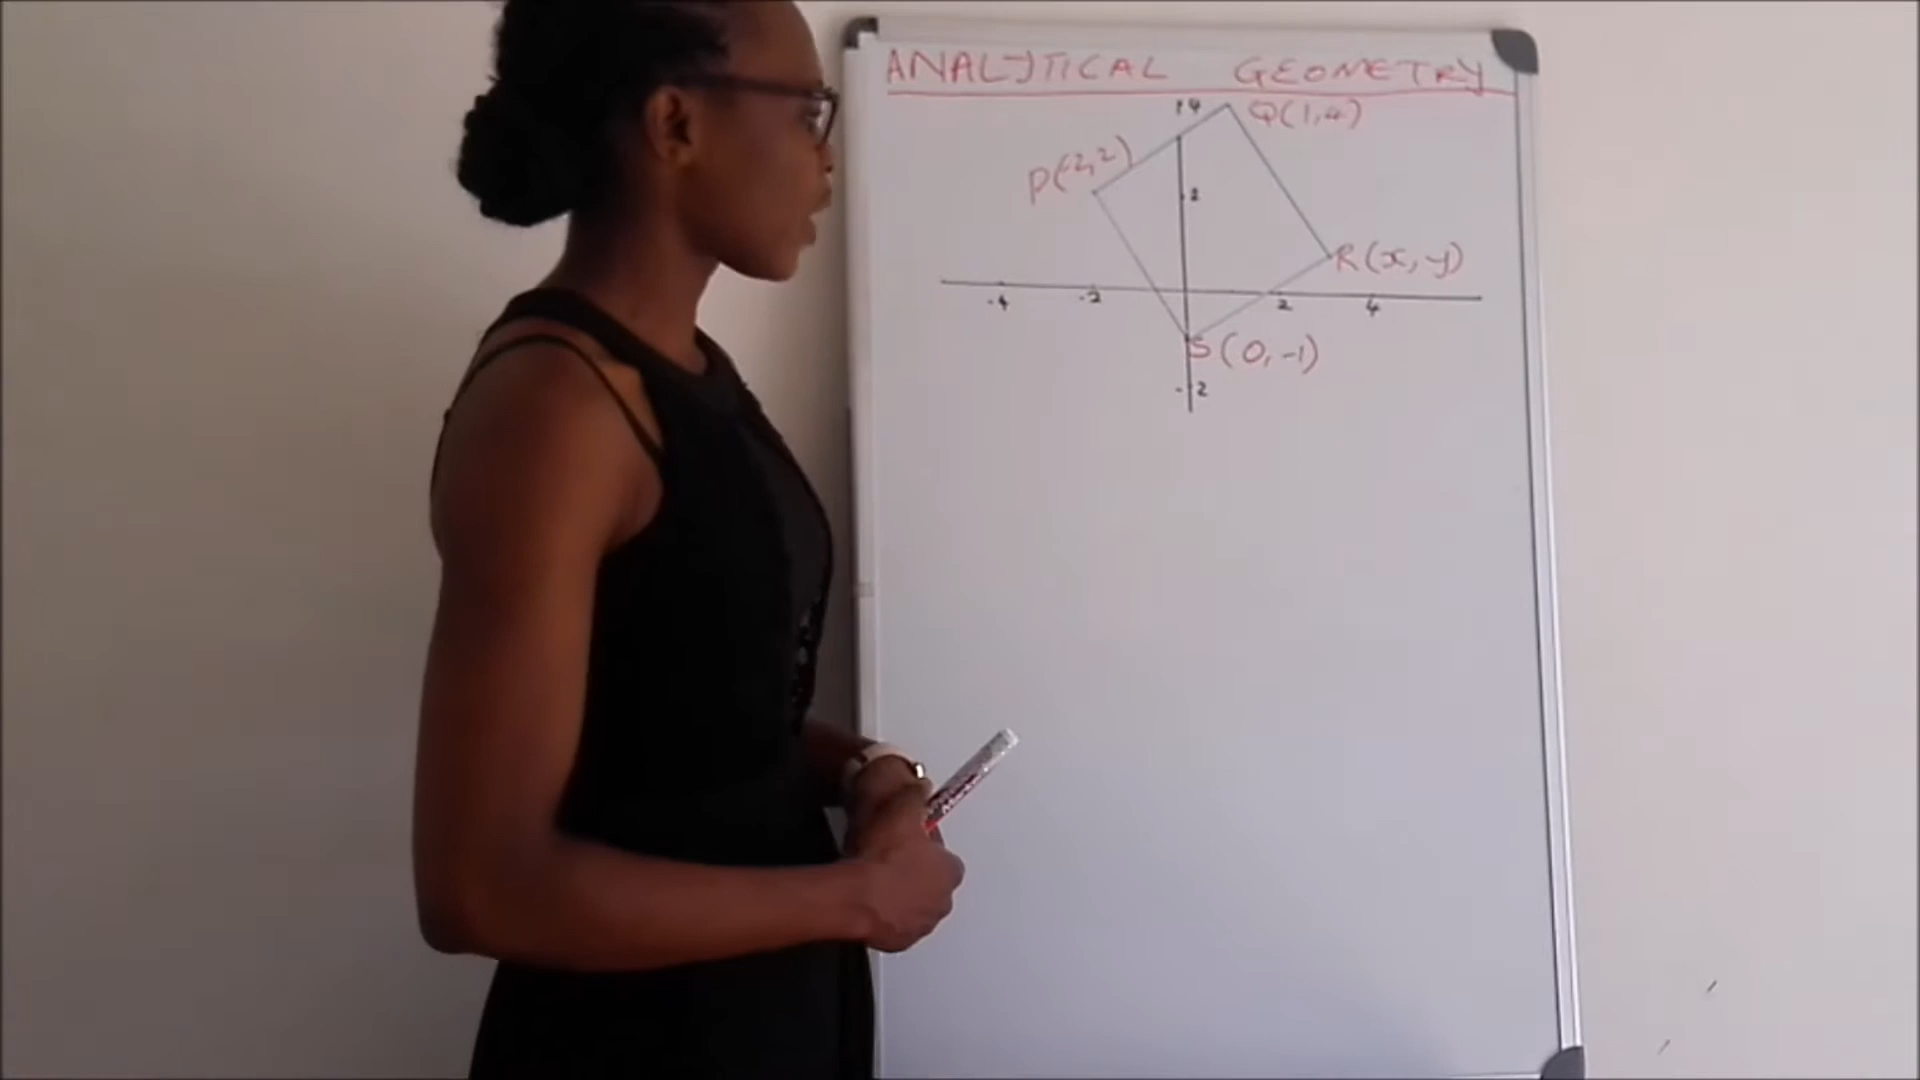 ANALYTICAL GEOMETRY
4 Q(1,4)
P(-2,2)
2
R(x,y)
-4 -2 2 4
S(0,-1)
-2